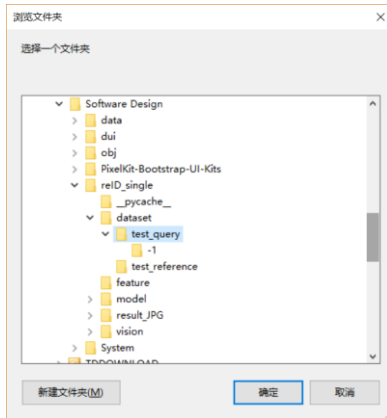 浏览文件夹
选择一个文件夹
Software Design
data
dui
obj
PixelKit-Bootstrap-UI-Kits
reID_single
__pycache__
dataset
test_query
-1
test_reference
feature
model
result_JPG
vision
System
TDDOWNLOAD
新建文件夹(M)
确定
取消